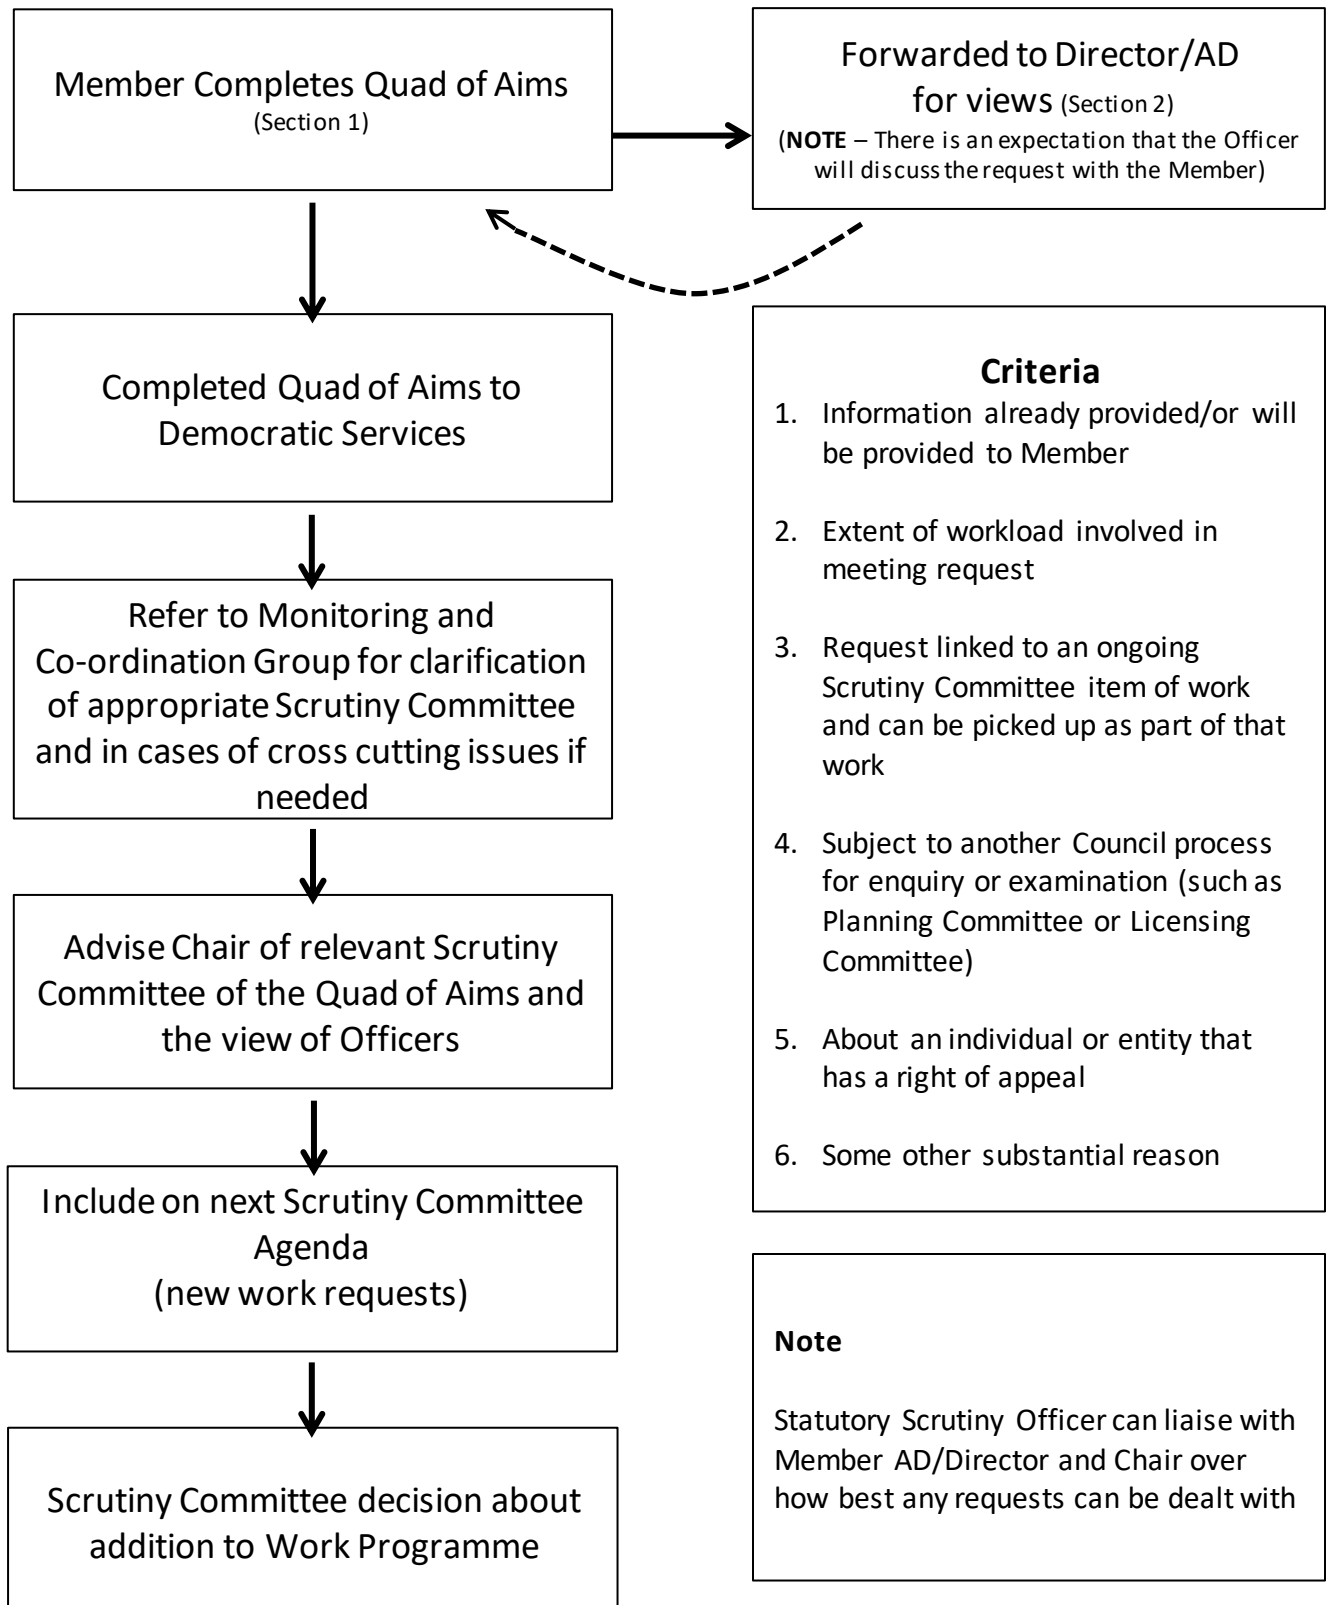 Member Completes Quad of Aims
(Section 1)
Forwarded to Director/AD
for views (Section 2)
(NOTE – There is an expectation that the Officer
will discuss the request with the Member)
Completed Quad of Aims to
Democratic Services
Refer to Monitoring and
Co-ordination Group for clarification
of appropriate Scrutiny Committee
and in cases of cross cutting issues if
needed
Advise Chair of relevant Scrutiny
Committee of the Quad of Aims and
the view of Officers
Include on next Scrutiny Committee
Agenda
(new work requests)
Scrutiny Committee decision about
addition to Work Programme
Criteria
1. Information already provided/or will
be provided to Member
2. Extent of workload involved in
meeting request
3. Request linked to an ongoing
Scrutiny Committee item of work
and can be picked up as part of that
work
4. Subject to another Council process
for enquiry or examination (such as
Planning Committee or Licensing
Committee)
5. About an individual or entity that
has a right of appeal
6. Some other substantial reason
Note
Statutory Scrutiny Officer can liaise with
Member AD/Director and Chair over
how best any requests can be dealt with